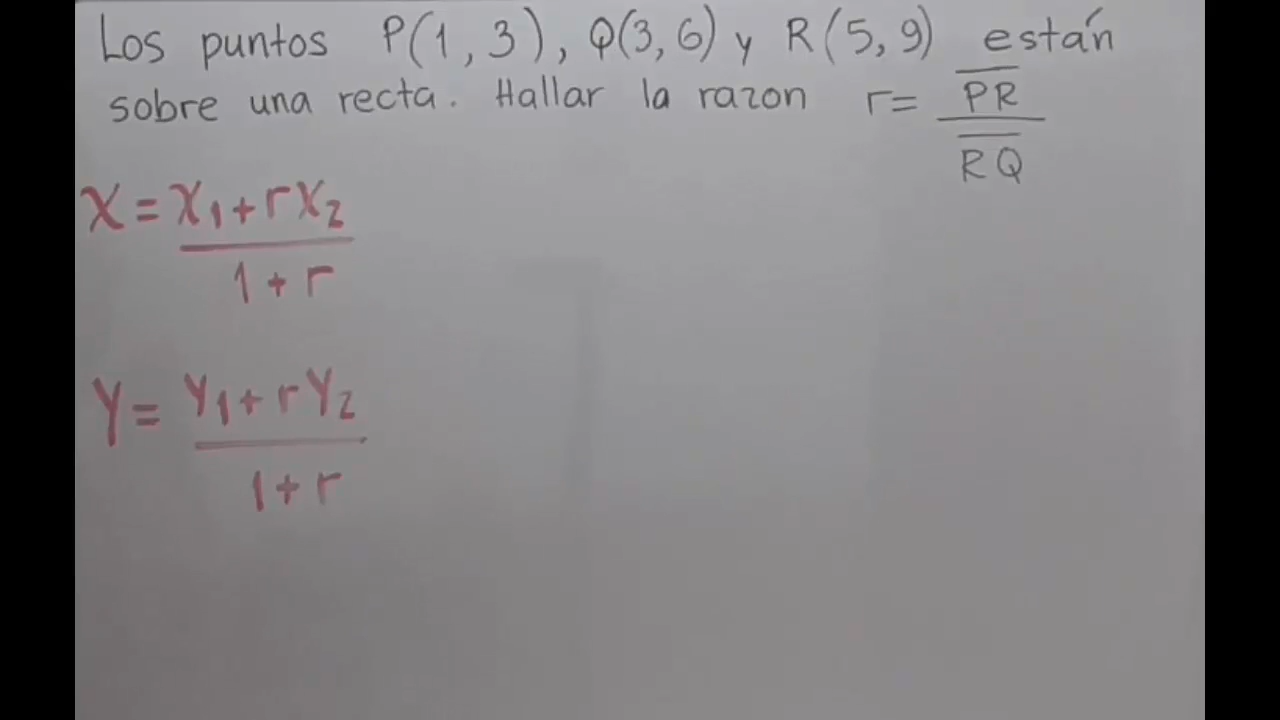 Los puntos P(1, 3), Q(3, 6) y R(5, 9) están
sobre una recta. Hallar la razon r= PR
RQ
X = X1 + rX2
1 + r
Y = Y1 + rY2
1 + r